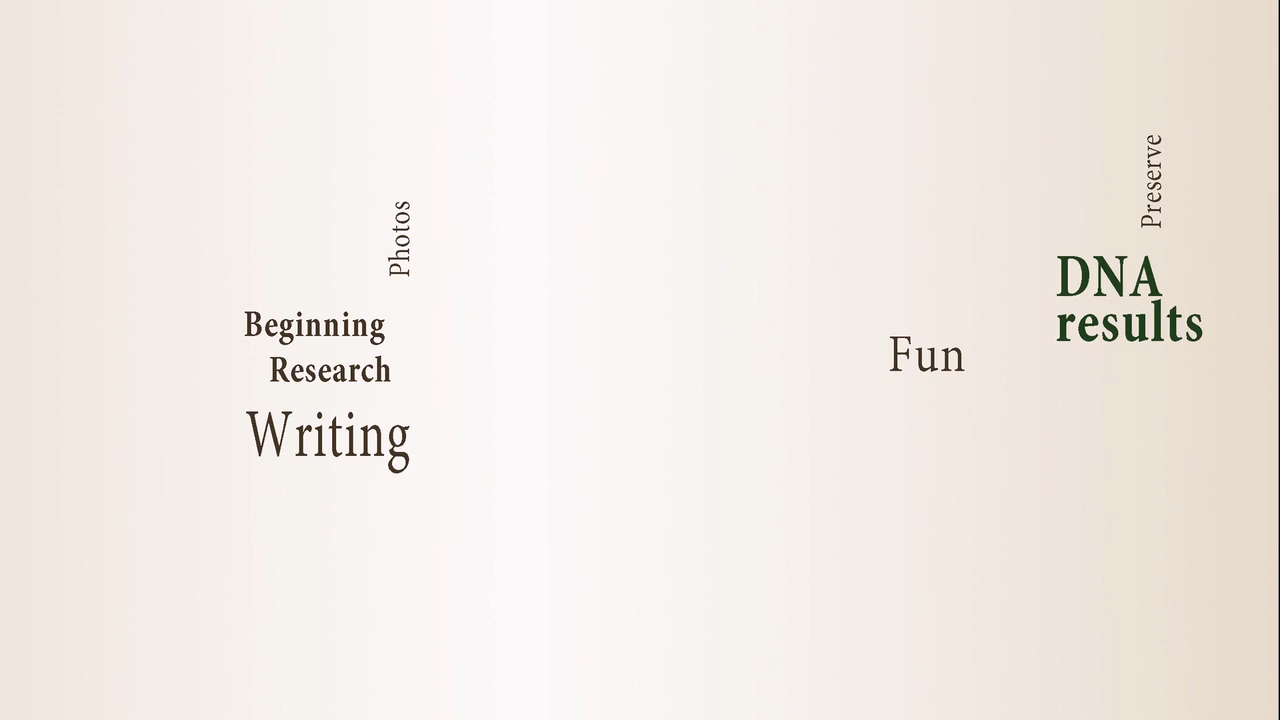 Photos
Beginning
Research
Writing
Fun
Preserve
DNA
results